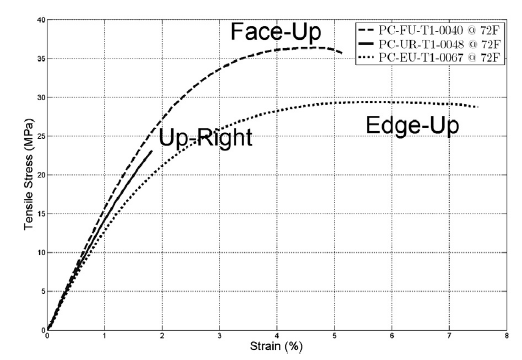 Face-Up
PC-FU-T1-0040 @ 72F
PC-UR-T1-0048 @ 72F
PC-EU-T1-0067 @ 72F
Up-Right
Edge-Up
Tensile Stress (MPa)
40
35
30
25
20
15
10
5
0
0 1 2 3 4 5 6 7 8
Strain (%)